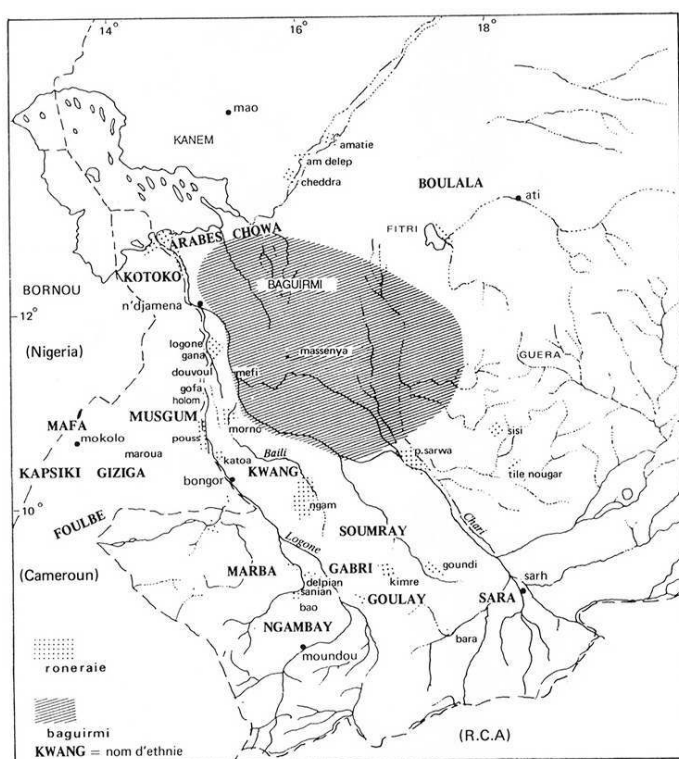 14°
16°
18°
mao
KANEM
amatie
am delep
cheddra
BOULALA
ati
FITRI
ARABES CHOWA
KOTOKO
BORNOU
BAGUIRMI
n'djamena
12°
(Nigeria)
logone
gana
massenya
GUERA
douvoul
mefi
gofa
holom
MAFA
MUSGUM
morno
sisi
mokolo
pouss
Baili
p.sarwa
maroua
katoa
KWANG
tile nougar
KAPSIKI GIZIGA
bongor
ngam
10°
Chari
FOULBE
SOUMRAY
Logone
(Cameroun)
MARBA
GABRI
goundi
delpian
kimre
sarh
sanian
GOULAY
SARA
bao
NGAMBAY
bara
roneraie
moundou
baguirmi
(R.C.A)
KWANG = nom d'ethnie